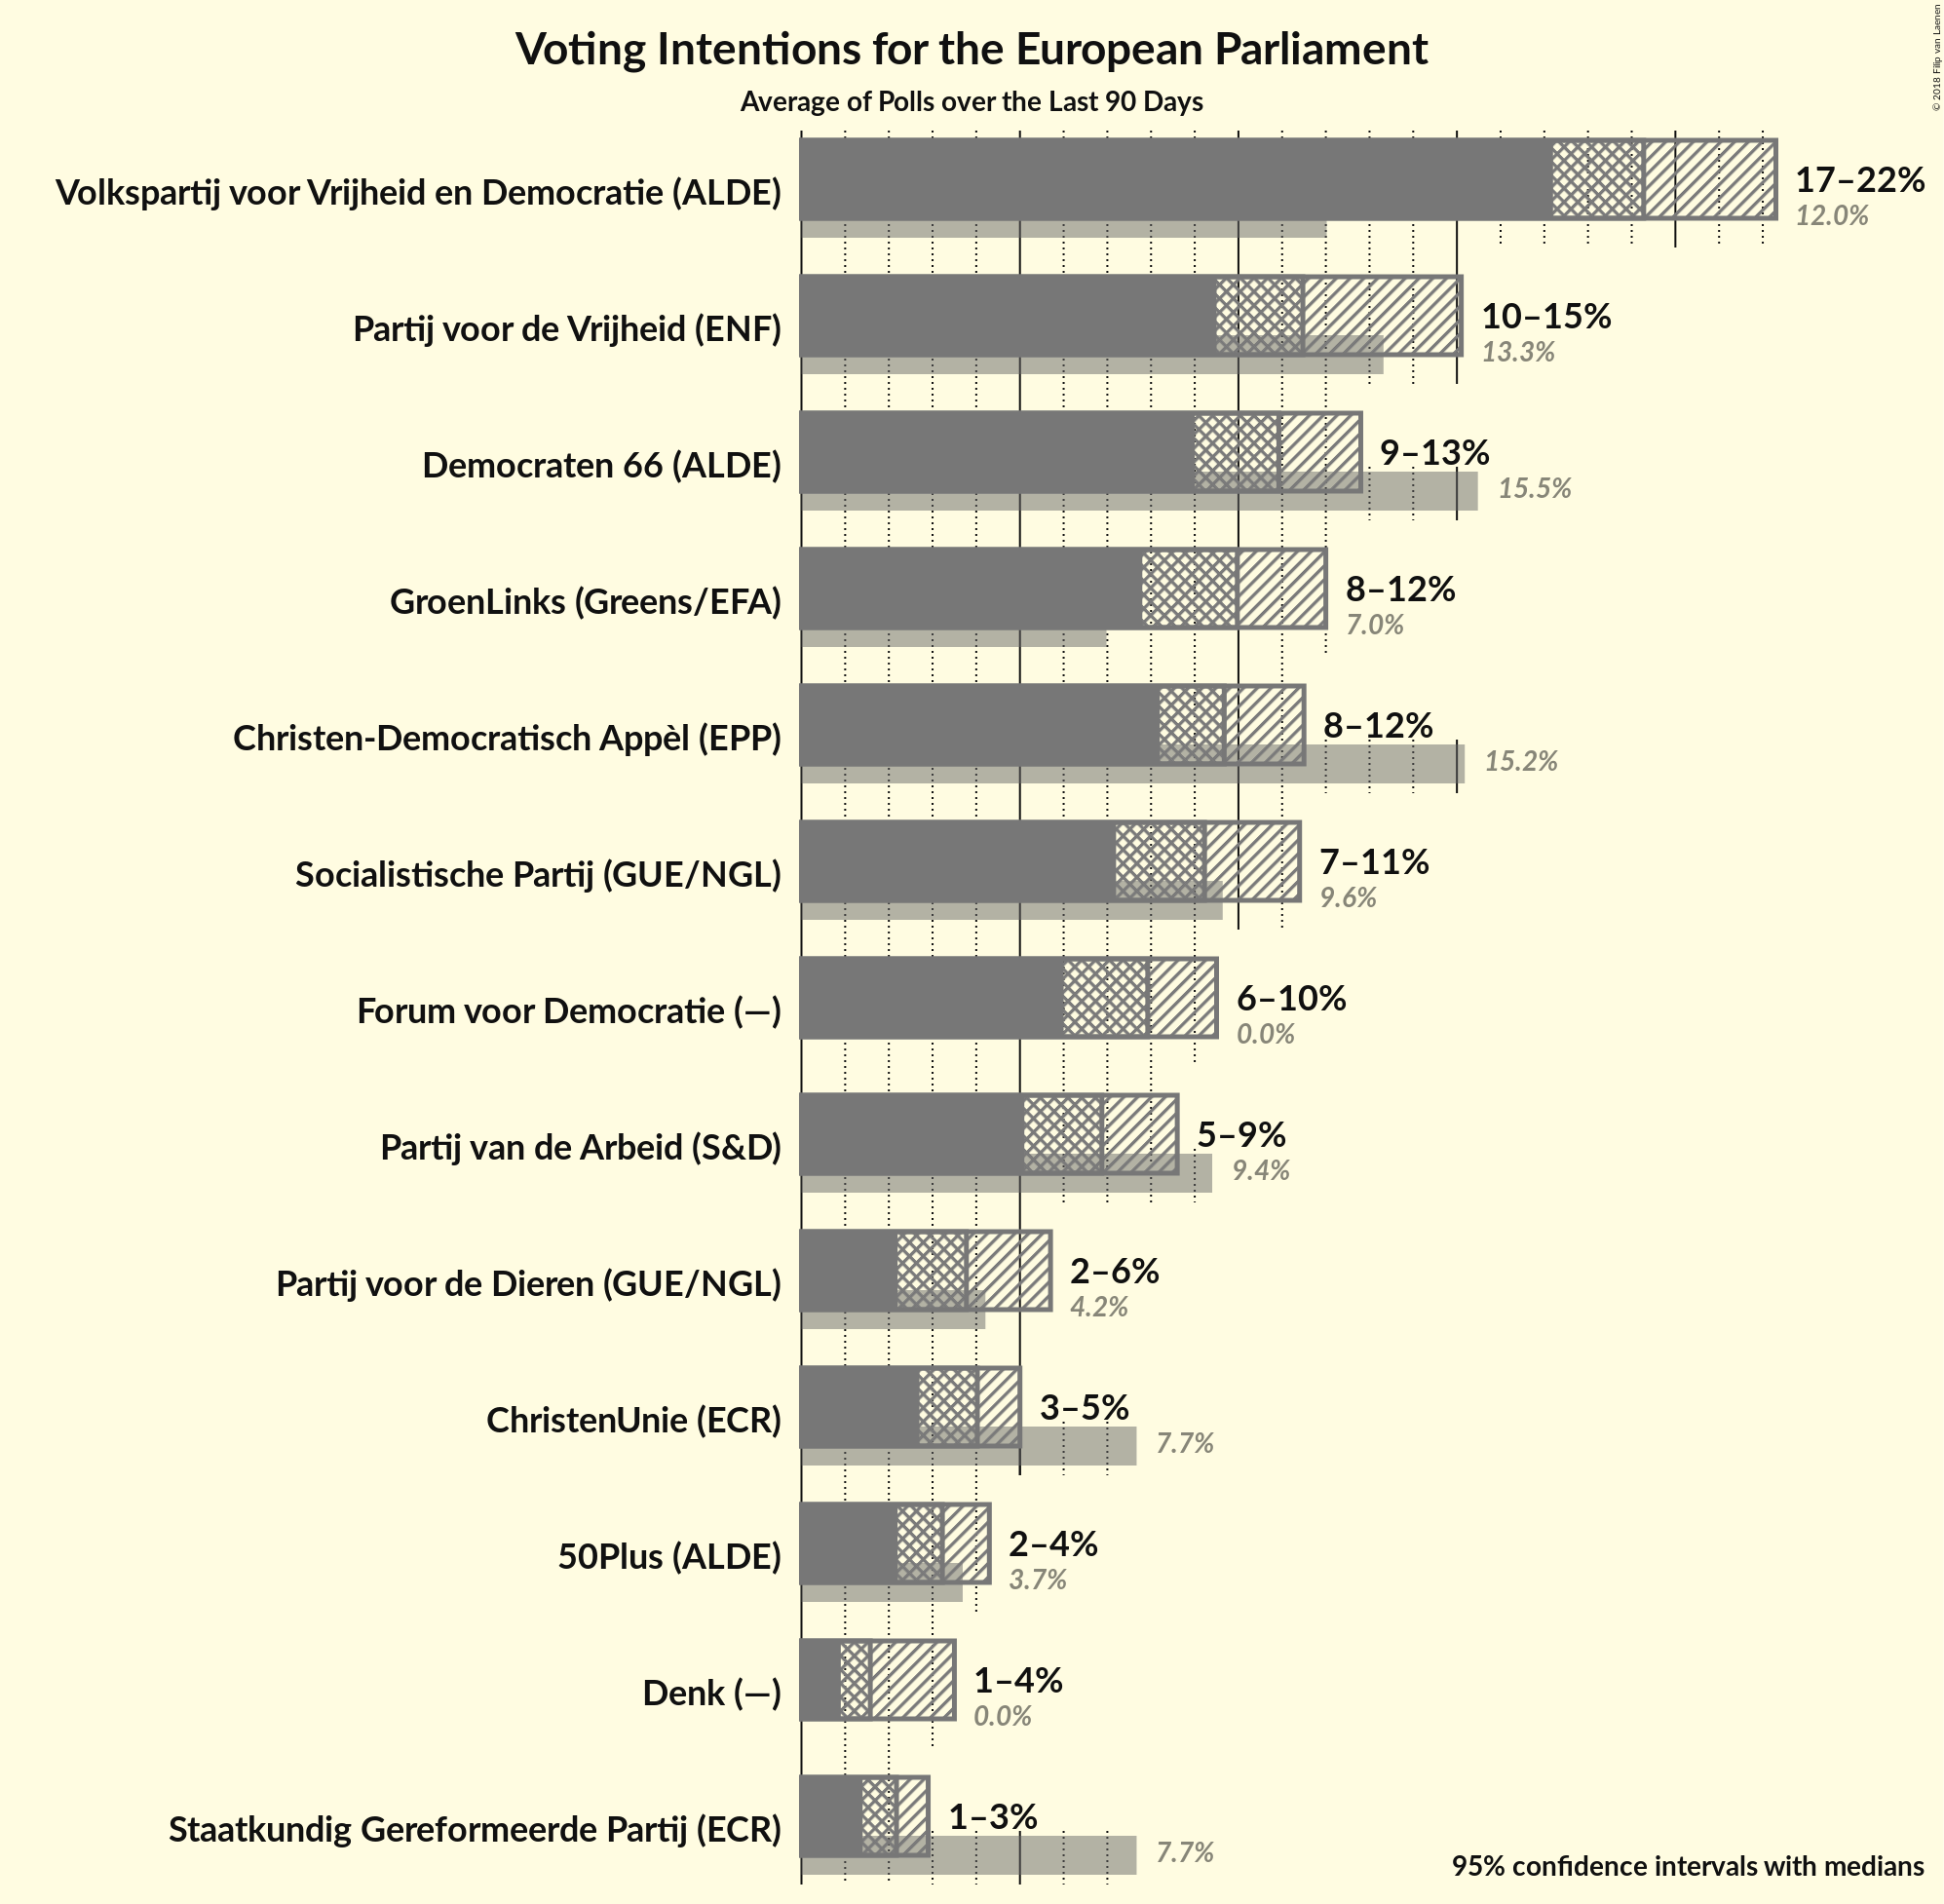 Voting Intentions for the European Parliament
Average of Polls over the Last 90 Days
© 2018 Filip van Laenen
Volkspartij voor Vrijheid en Democratie (ALDE)
17–22%
12.0%
Partij voor de Vrijheid (ENF)
10–15%
13.3%
Democraten 66 (ALDE)
9–13%
15.5%
GroenLinks (Greens/EFA)
8–12%
7.0%
Christen-Democratisch Appèl (EPP)
8–12%
15.2%
Socialistische Partij (GUE/NGL)
7–11%
9.6%
Forum voor Democratie (—)
6–10%
0.0%
Partij van de Arbeid (S&D)
5–9%
9.4%
Partij voor de Dieren (GUE/NGL)
2–6%
4.2%
ChristenUnie (ECR)
3–5%
7.7%
50Plus (ALDE)
2–4%
3.7%
Denk (—)
1–4%
0.0%
Staatkundig Gereformeerde Partij (ECR)
1–3%
7.7%
95% confidence intervals with medians